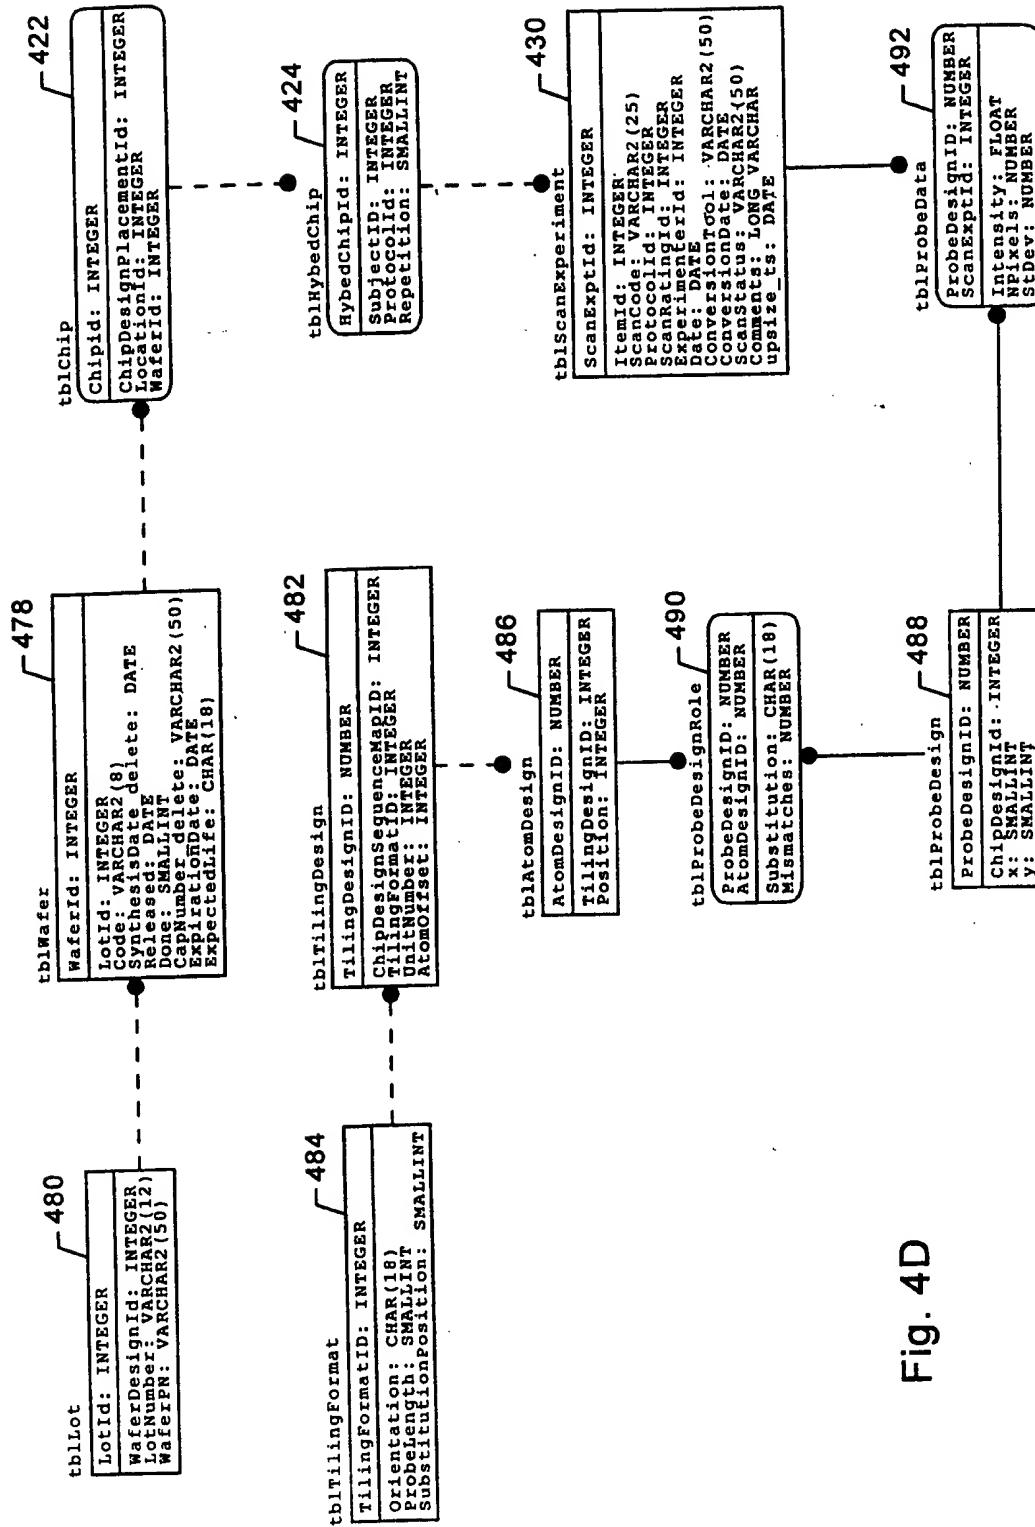 tblLot
480
LotId: INTEGER
WaferDesignId: INTEGER
LotNumber: VARCHAR2(12)
WaferPN: VARCHAR2(50)
tblWafer
478
WaferId: INTEGER
LotId: INTEGER
Code: VARCHAR2(8)
SynthesisDate delete: DATE
Released: DATE
Done: SMALLINT
CapNumber delete: VARCHAR2(50)
ExpirationDate: DATE
ExpectedLife: CHAR(18)
tblChip
422
Chipid: INTEGER
ChipDesignPlacementId: INTEGER
LocationId: INTEGER
WaferId: INTEGER
tblHybedChip
424
HybedChipId: INTEGER
SubjectID: INTEGER
ProtocolId: INTEGER
Repetition: SMALLINT
tblTilingFormat
484
TilingFormatID: INTEGER
Orientation: CHAR(18)
ProbeLength: SMALLINT
SubstitutionPosition: SMALLINT
tblTilingDesign
482
TilingDesignID: NUMBER
ChipDesignSequenceMapID: INTEGER
TilingFormatID: INTEGER
UnitNumber: INTEGER
AtomOffset: INTEGER
tblAtomDesign
486
AtomDesignID: NUMBER
TilingDesignID: INTEGER
Position: INTEGER
tblScanExperiment
430
ScanExptId: INTEGER
ItemId: INTEGER
ScanCode: VARCHAR2(25)
ProtocolId: INTEGER
ScanRatingId: INTEGER
ExperimenterId: INTEGER
Date: DATE
ConversionTool: VARCHAR2(50)
ConversionDate: DATE
ScanStatus: VARCHAR2(50)
Comments: LONG VARCHAR
upsize_ts: DATE
tblProbeDesignRole
490
ProbeDesignID: NUMBER
AtomDesignID: NUMBER
Substitution: CHAR(18)
Mismatches: NUMBER
tblProbeDesign
488
ProbeDesignID: NUMBER
ChipDesignId: INTEGER
x: SMALLINT
y: SMALLINT
tblProbeData
492
ProbeDesignID: NUMBER
ScanExptId: INTEGER
Intensity: FLOAT
NPixels: NUMBER
StDev: NUMBER
Fig. 4D